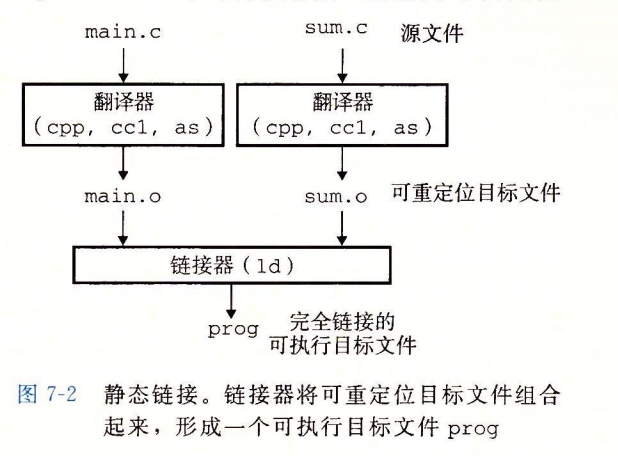 main.c sum.c 源文件
翻译器 翻译器
(cpp, cc1, as) (cpp, cc1, as)
main.o sum.o 可重定位目标文件
链接器(ld)
prog 完全链接的
可执行目标文件
图 7-2 静态链接。链接器将可重定位目标文件组合
起来,形成一个可执行目标文件 prog